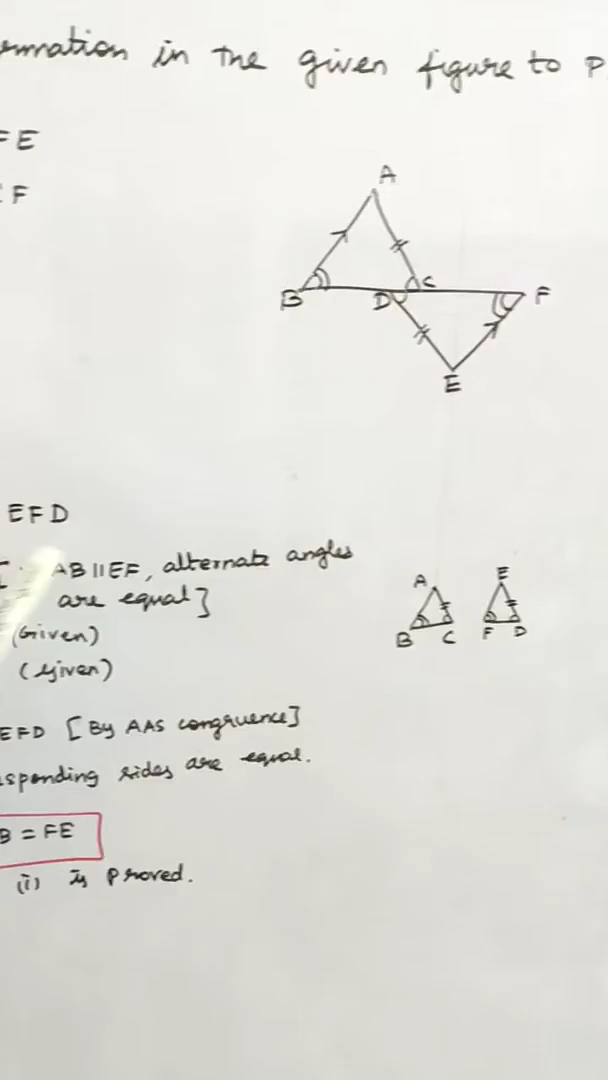 rmation in the given figure to P
FE
F
A
B
D
C
F
E
EFD
AB||EF, alternate angles
are equal]
(Given)
(Given)
A
B C
E
F D
EFD [By AAS congruence]
sponding sides are equal.
B = FE
(i) is proved.